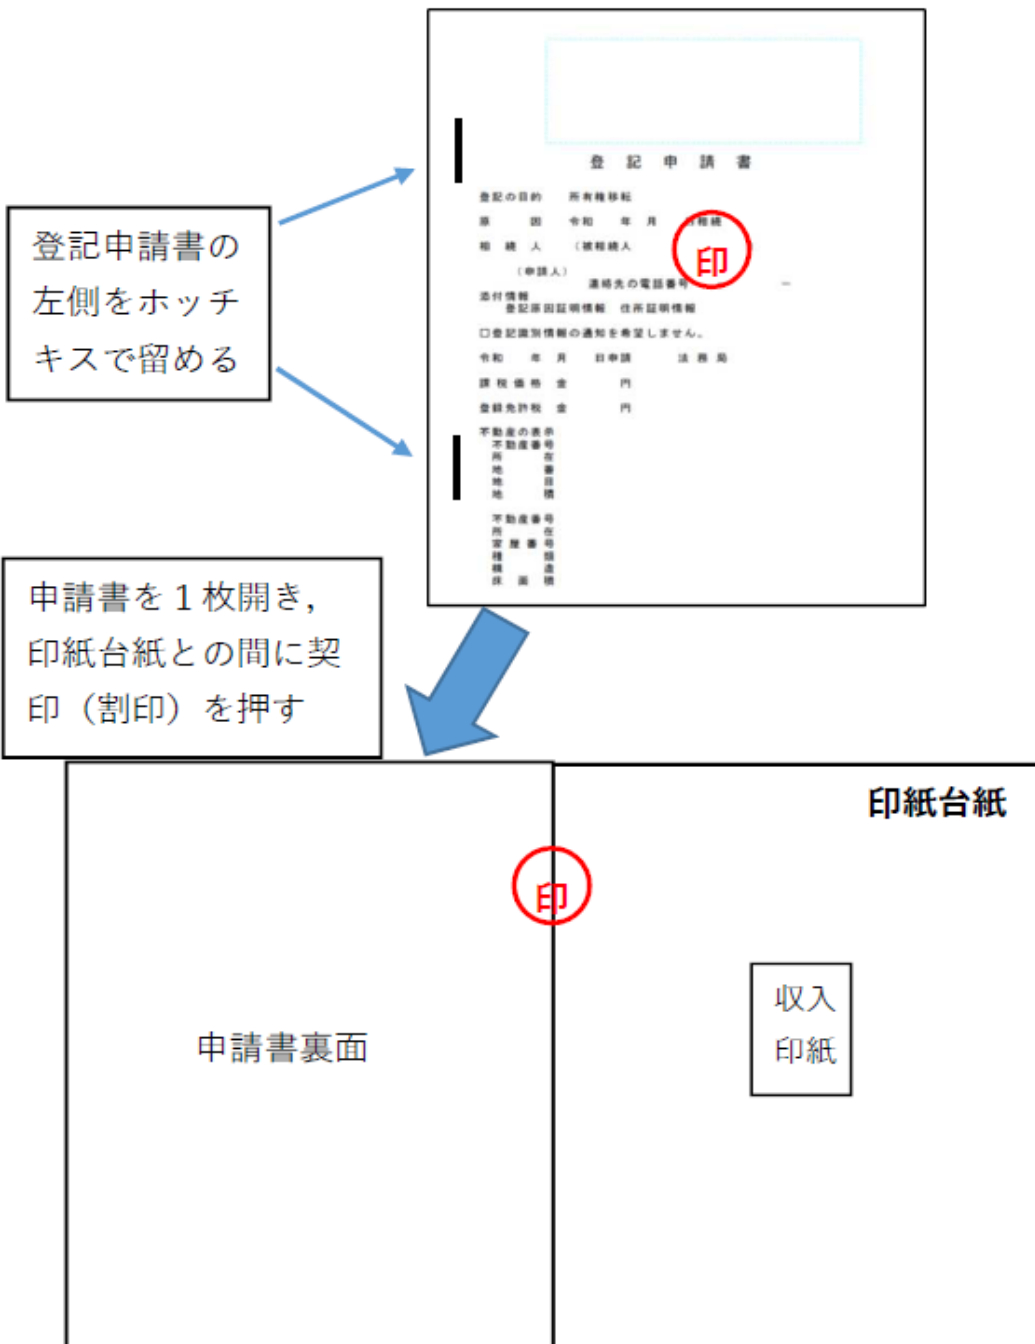 登記申請書
登記の目的　所有権移転
原　　因　令和　年　月　日相続
相続人　（被相続人
印
（申請人）
連絡先の電話番号　　　－
添付情報
登記原因証明情報　住所証明情報
□登記識別情報の通知を希望しません。
令和　年　月　日申請　　法務局
課税価格　金　　　円
登録免許税　金　　　円
不動産の表示
不動産番号
所　　在
地　　番
地　　目
地　　積
不動産番号
所　　在
家屋番号
種　　類
構　　造
床面積
登記申請書の
左側をホッチ
キスで留める
申請書を１枚開き，
印紙台紙との間に契
印（割印）を押す
印紙台紙
印
申請書裏面
収入
印紙